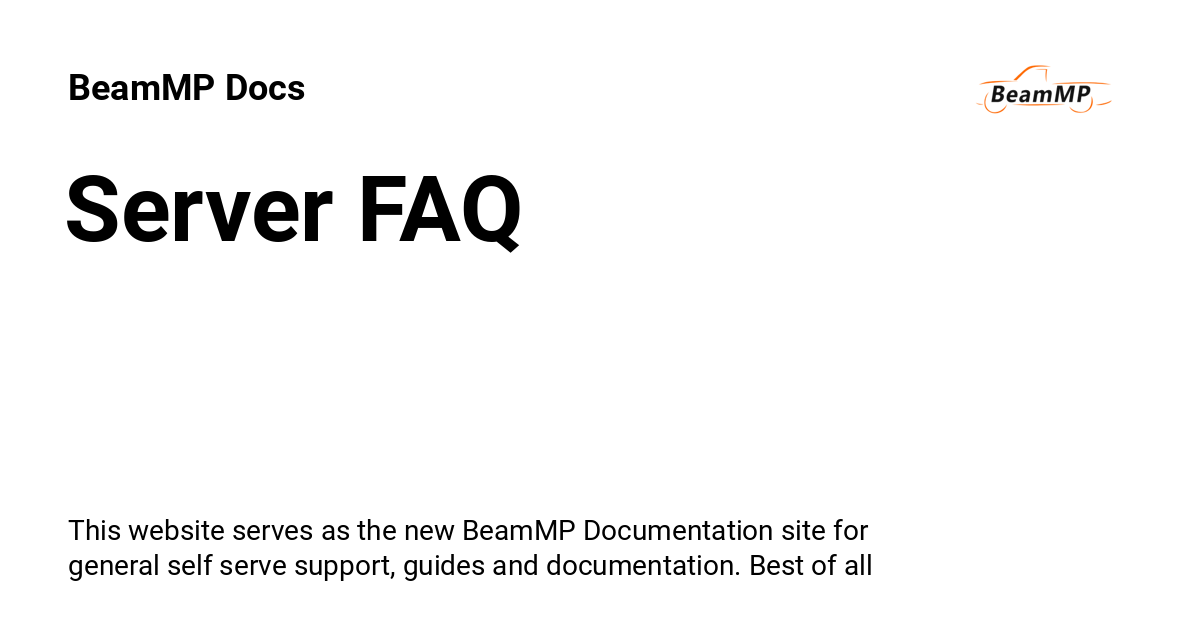 BeamMP Docs
BeamMP
Server FAQ
This website serves as the new BeamMP Documentation site for
general self serve support, guides and documentation. Best of all